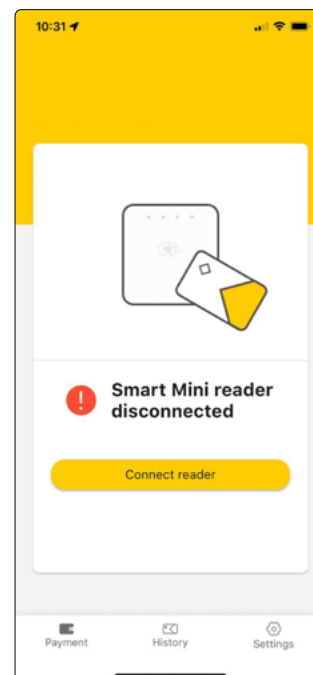 10:31
Smart Mini reader
disconnected
Connect reader
Payment
History
Settings